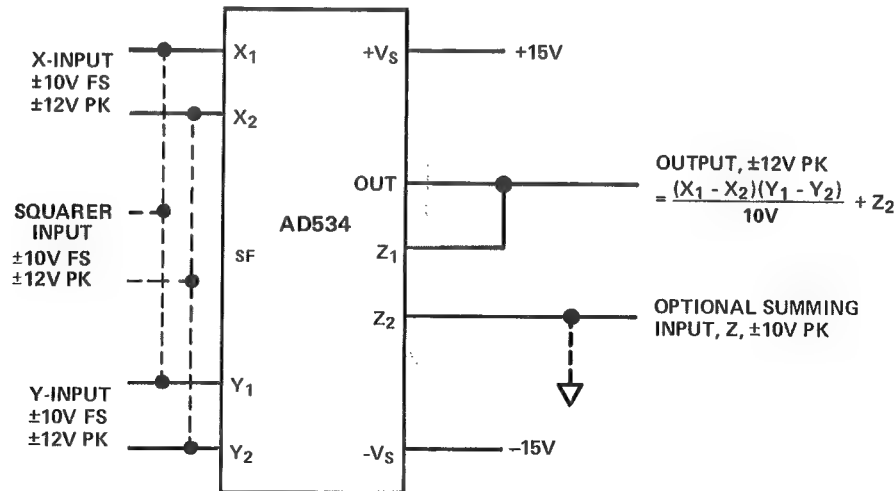 X-INPUT
±10V FS
±12V PK
X1
X2
SQUARER
INPUT
±10V FS
±12V PK
SF
Y-INPUT
±10V FS
±12V PK
Y1
Y2
AD534
+VS
+15V
OUT
OUTPUT, ±12V PK
= (X1 - X2)(Y1 - Y2)
10V
+ Z2
Z1
Z2
OPTIONAL SUMMING
INPUT, Z, ±10V PK
-VS
-15V